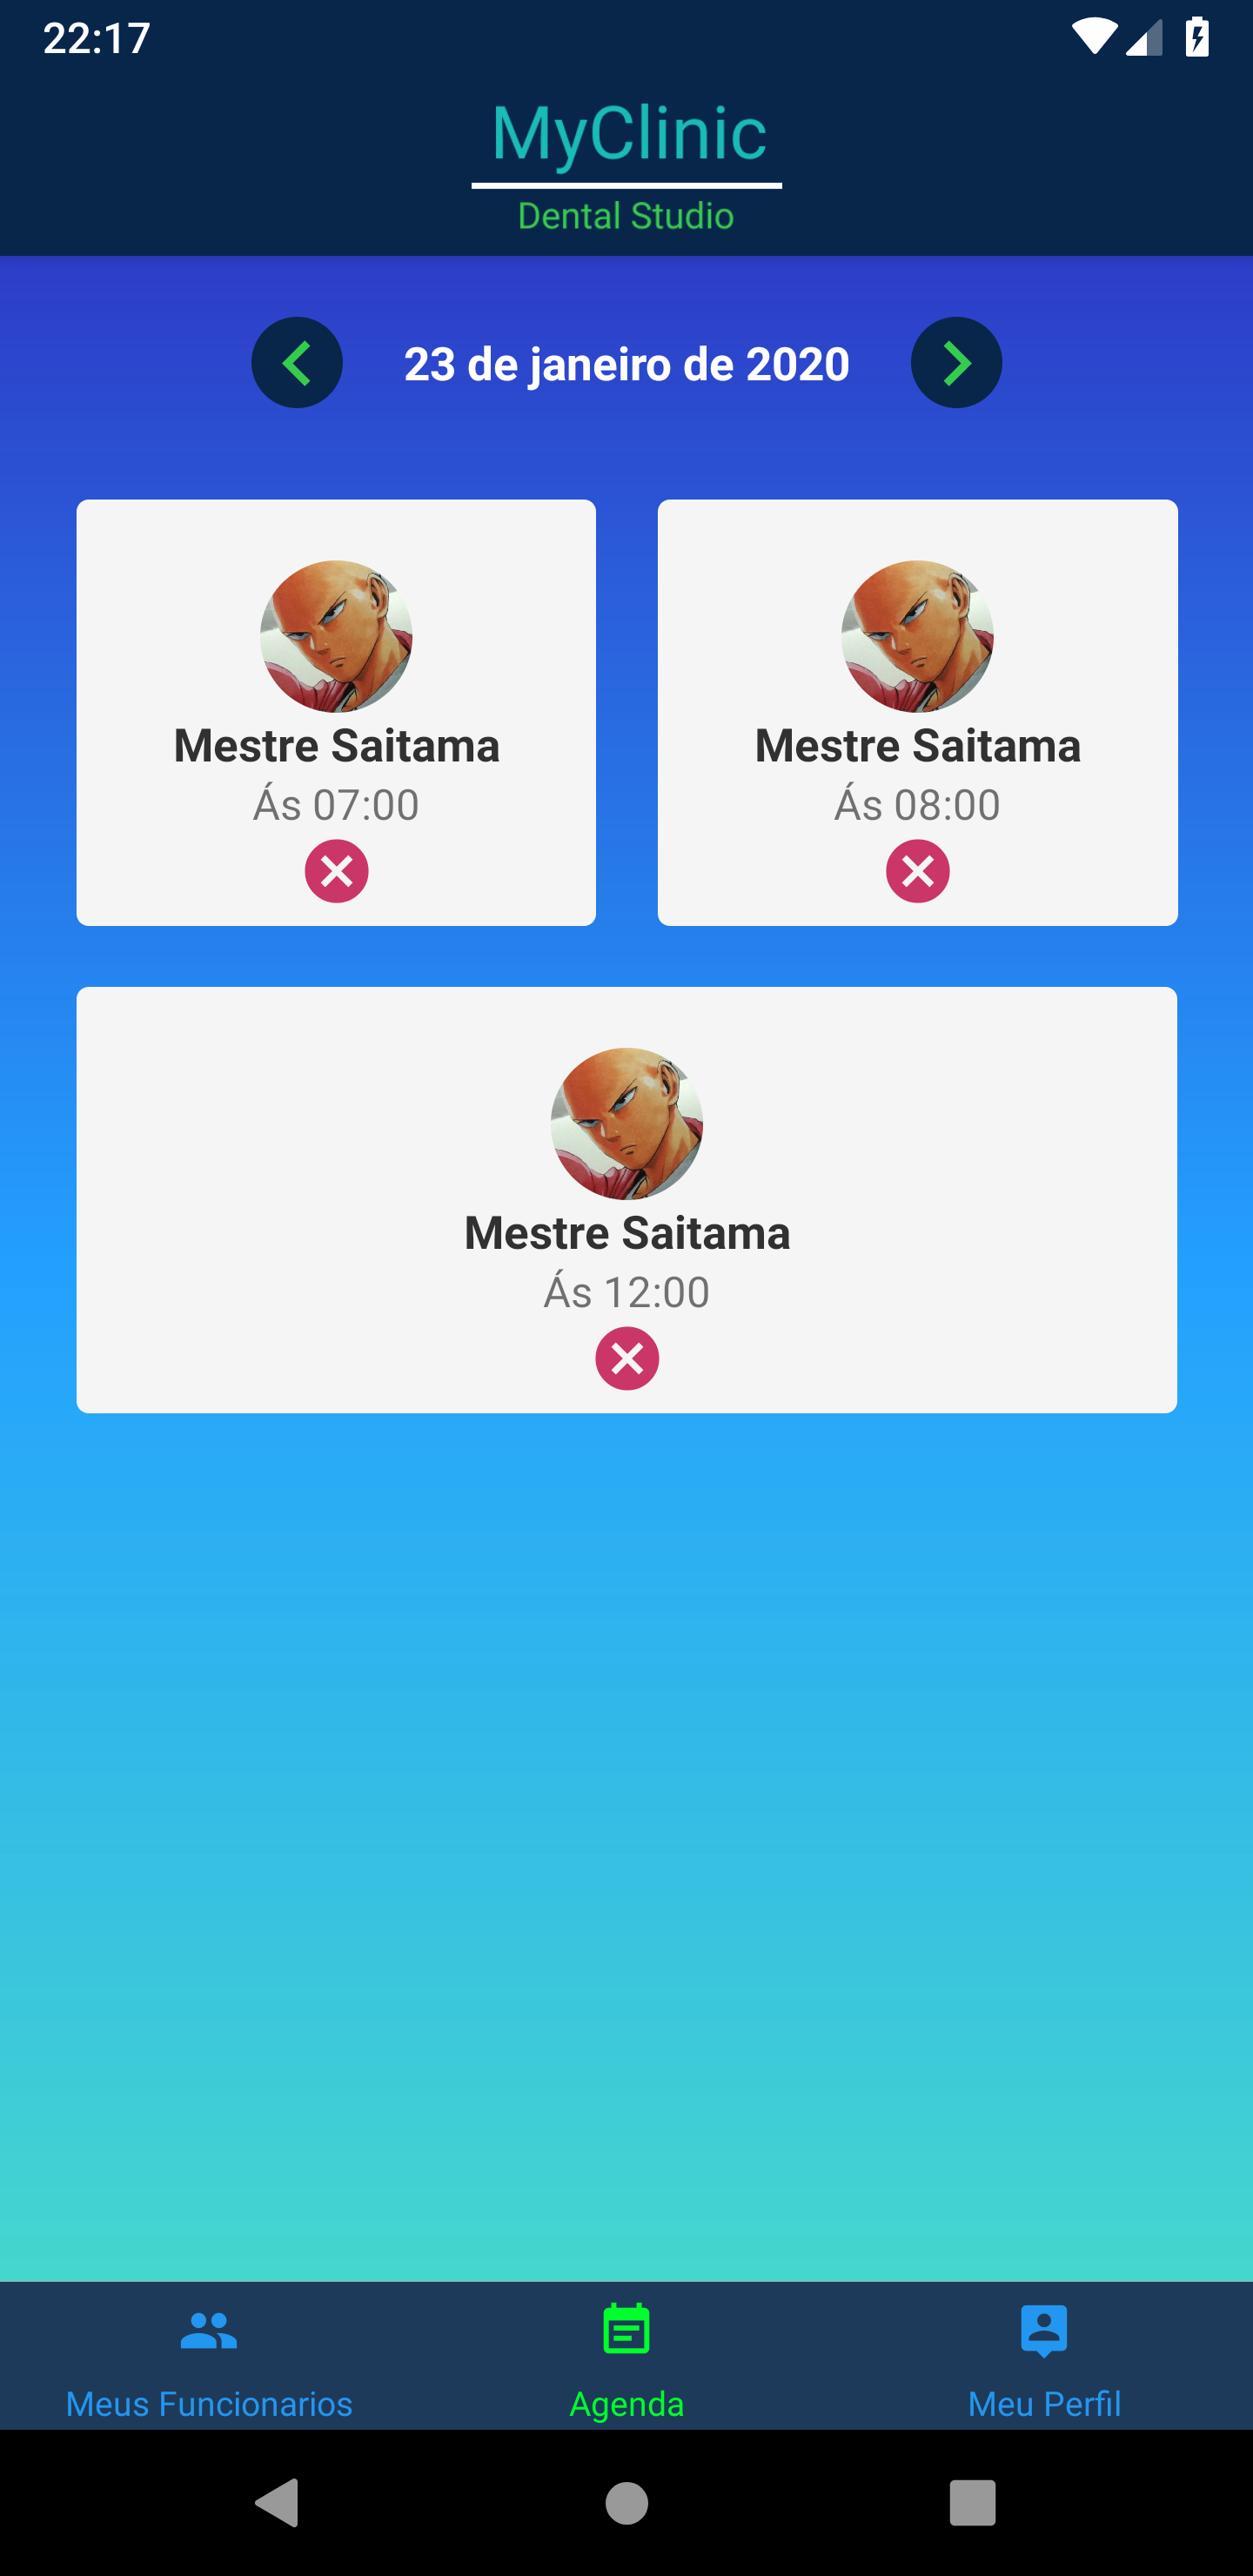 22:17
MyClinic
Dental Studio
23 de janeiro de 2020
Mestre Saitama
Ás 07:00
Mestre Saitama
Ás 08:00
Mestre Saitama
Ás 12:00
Meus Funcionarios
Agenda
Meu Perfil